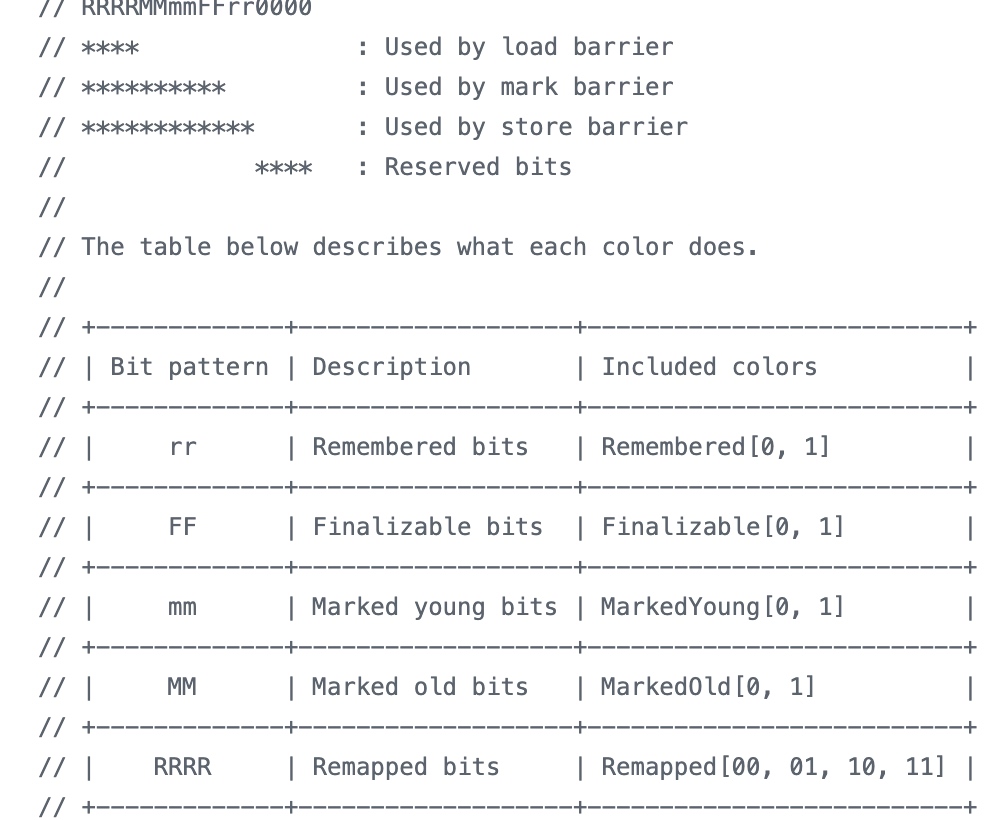 // RRRRMMmmFFrr0000
// ****               : Used by load barrier
// **********         : Used by mark barrier
// ************       : Used by store barrier
//             ****   : Reserved bits
//
// The table below describes what each color does.
//
// +-------------+-------------------+--------------------------+
// | Bit pattern | Description       | Included colors          |
// +-------------+-------------------+--------------------------+
// |     rr      | Remembered bits   | Remembered[0, 1]         |
// +-------------+-------------------+--------------------------+
// |     FF      | Finalizable bits  | Finalizable[0, 1]        |
// +-------------+-------------------+--------------------------+
// |     mm      | Marked young bits | MarkedYoung[0, 1]        |
// +-------------+-------------------+--------------------------+
// |     MM      | Marked old bits   | MarkedOld[0, 1]          |
// +-------------+-------------------+--------------------------+
// |    RRRR     | Remapped bits     | Remapped[00, 01, 10, 11] |
// +-------------+-------------------+--------------------------+